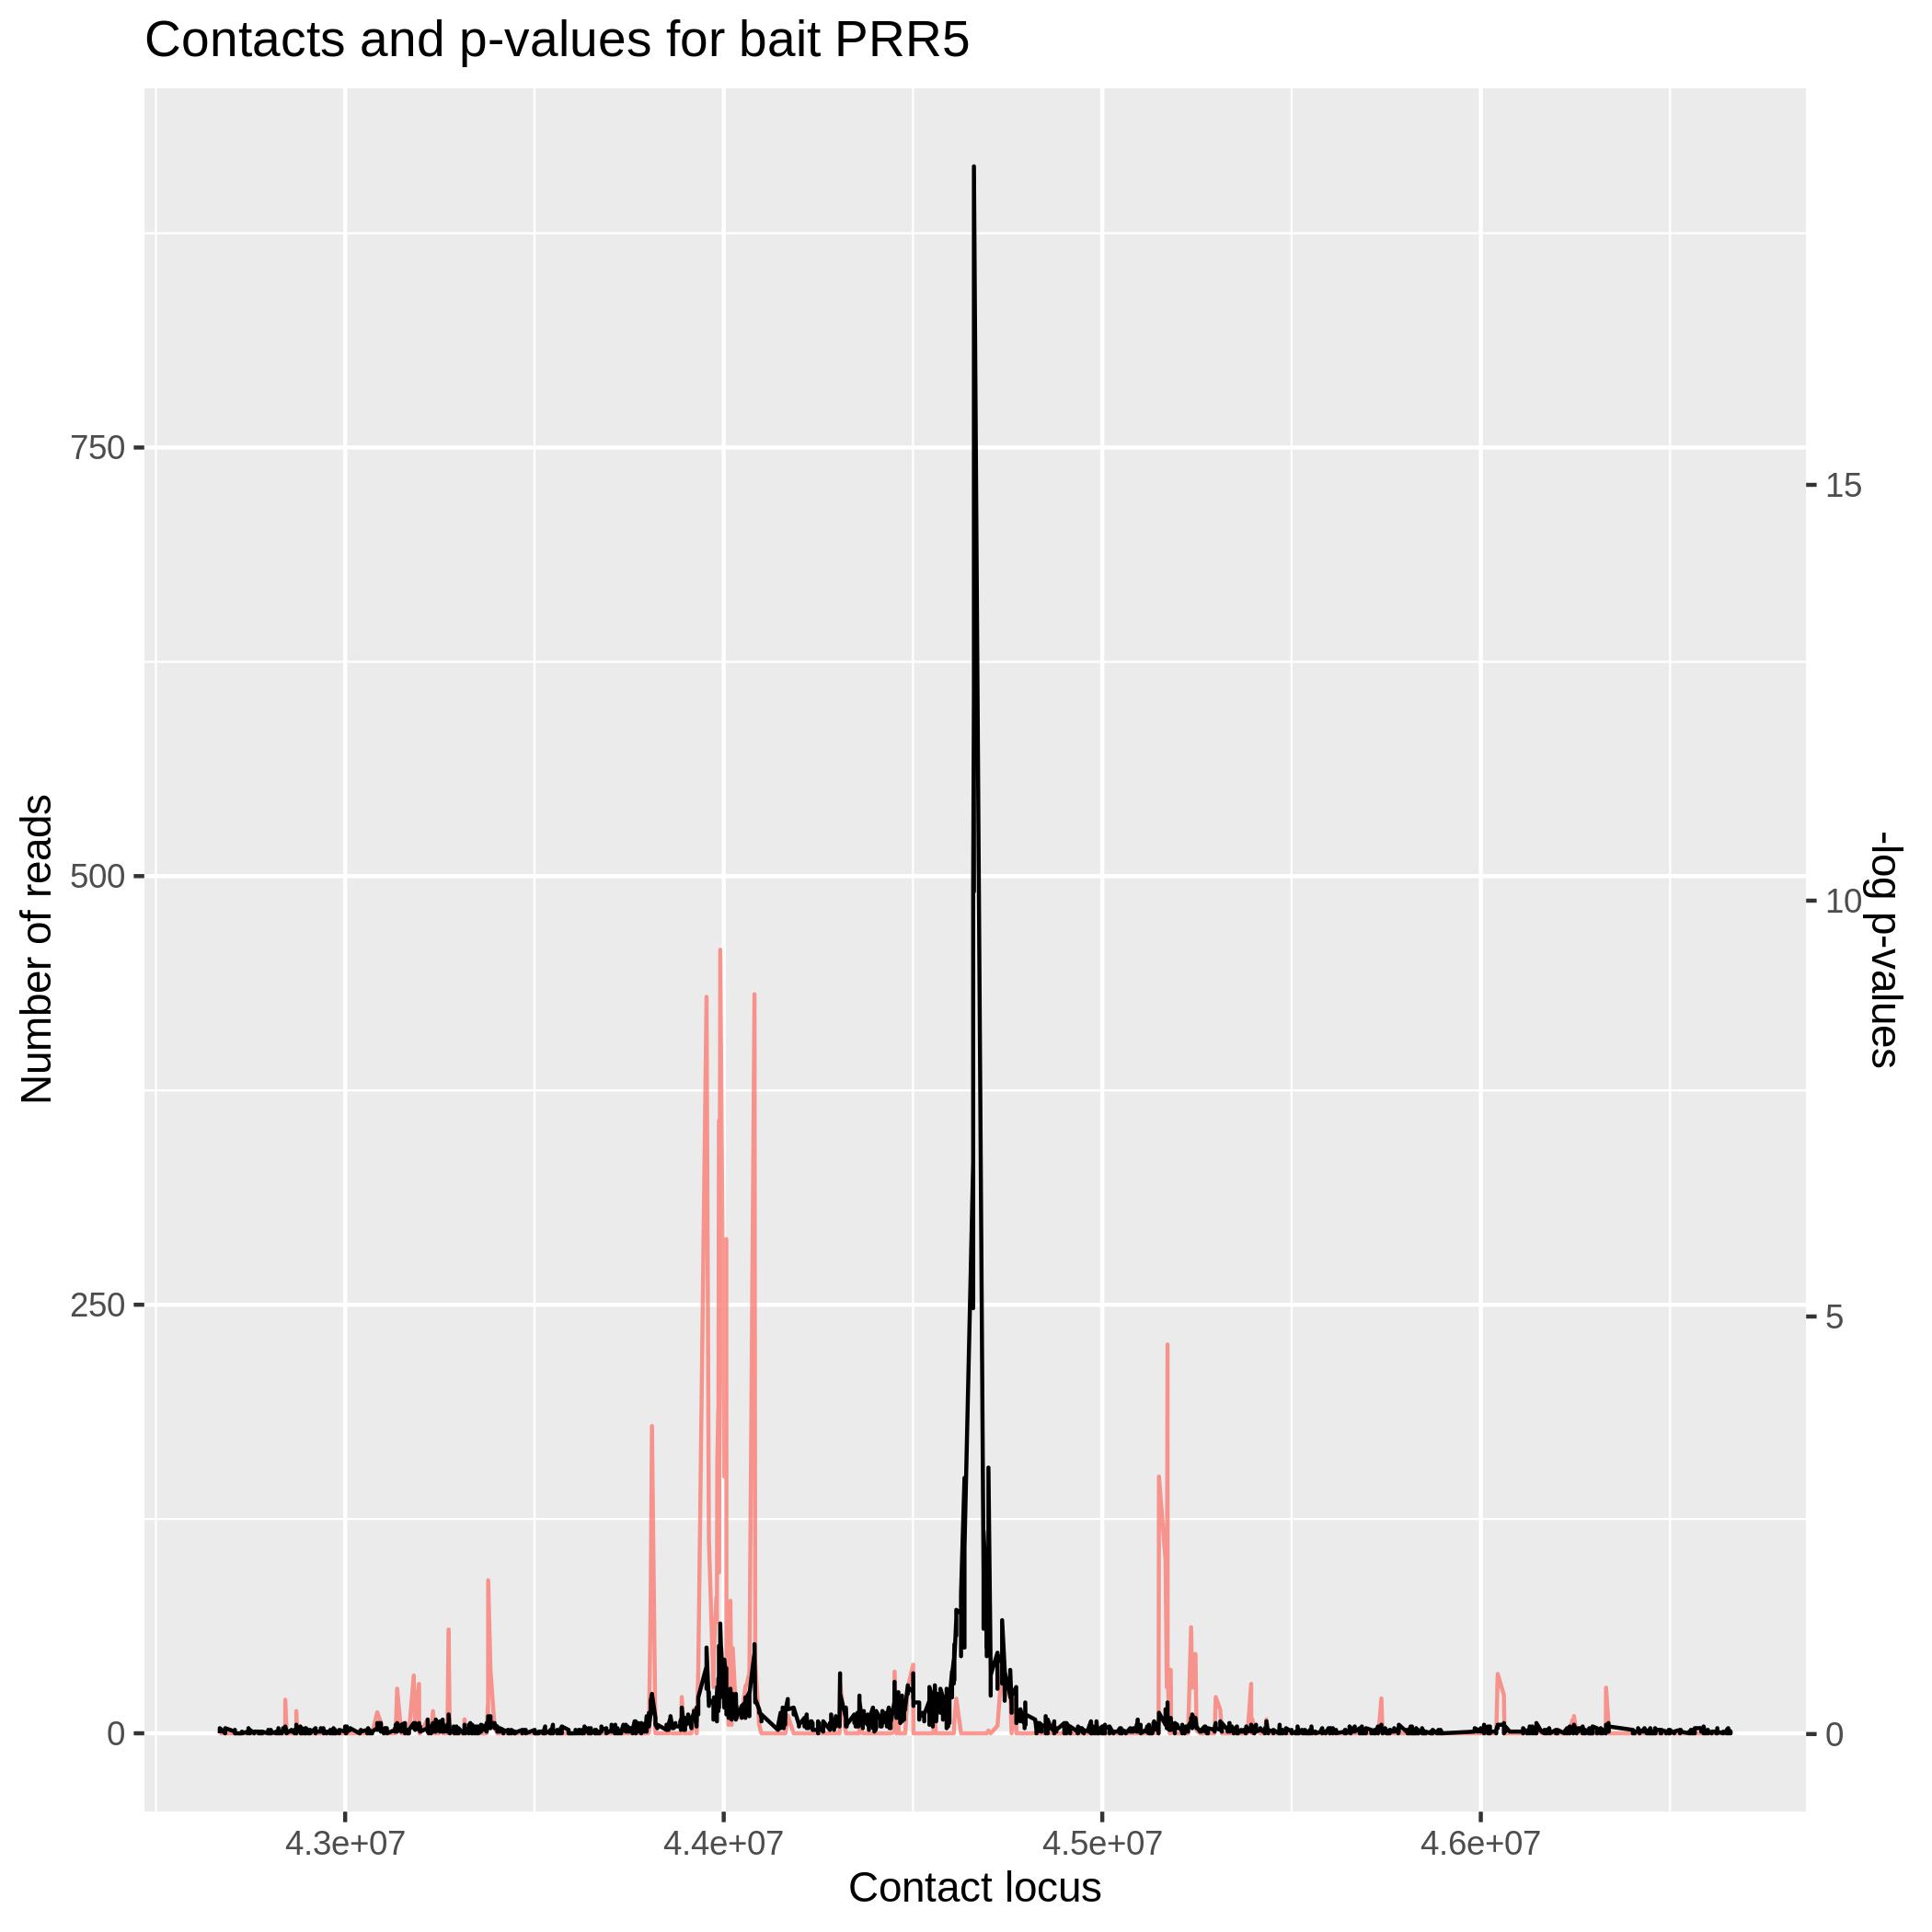 Contacts and p-values for bait PRR5
Number of reads
750
500
250
0
15
10
5
0
-log p-values
4.3e+07
4.4e+07
4.5e+07
4.6e+07
Contact locus